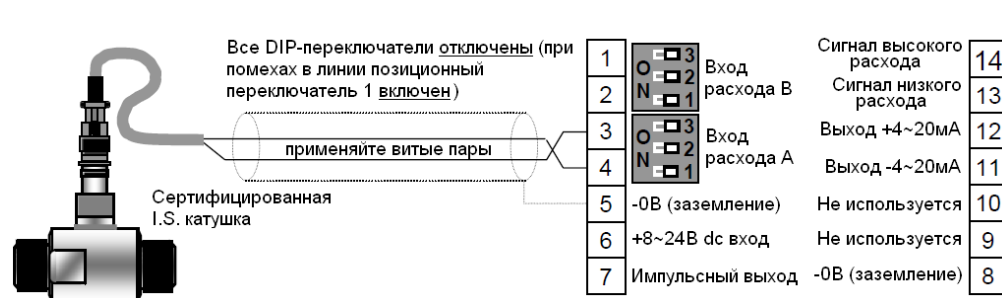 Все DIP-переключатели отключены (при
помехах в линии позиционный
переключатель 1 включен)
применяйте витые пары
Сертифицированная
I.S. катушка
1
2
3
4
5
6
7
O
N
3
2
1
Вход
расхода В
O
N
3
2
1
Вход
расхода А
-0В (заземление)
+8~24В dc вход
Импульсный выход
Сигнал высокого
расхода
14
Сигнал низкого
расхода
13
Выход +4~20мА
12
Выход -4~20мА
11
Не используется
10
Не используется
9
-0В (заземление)
8